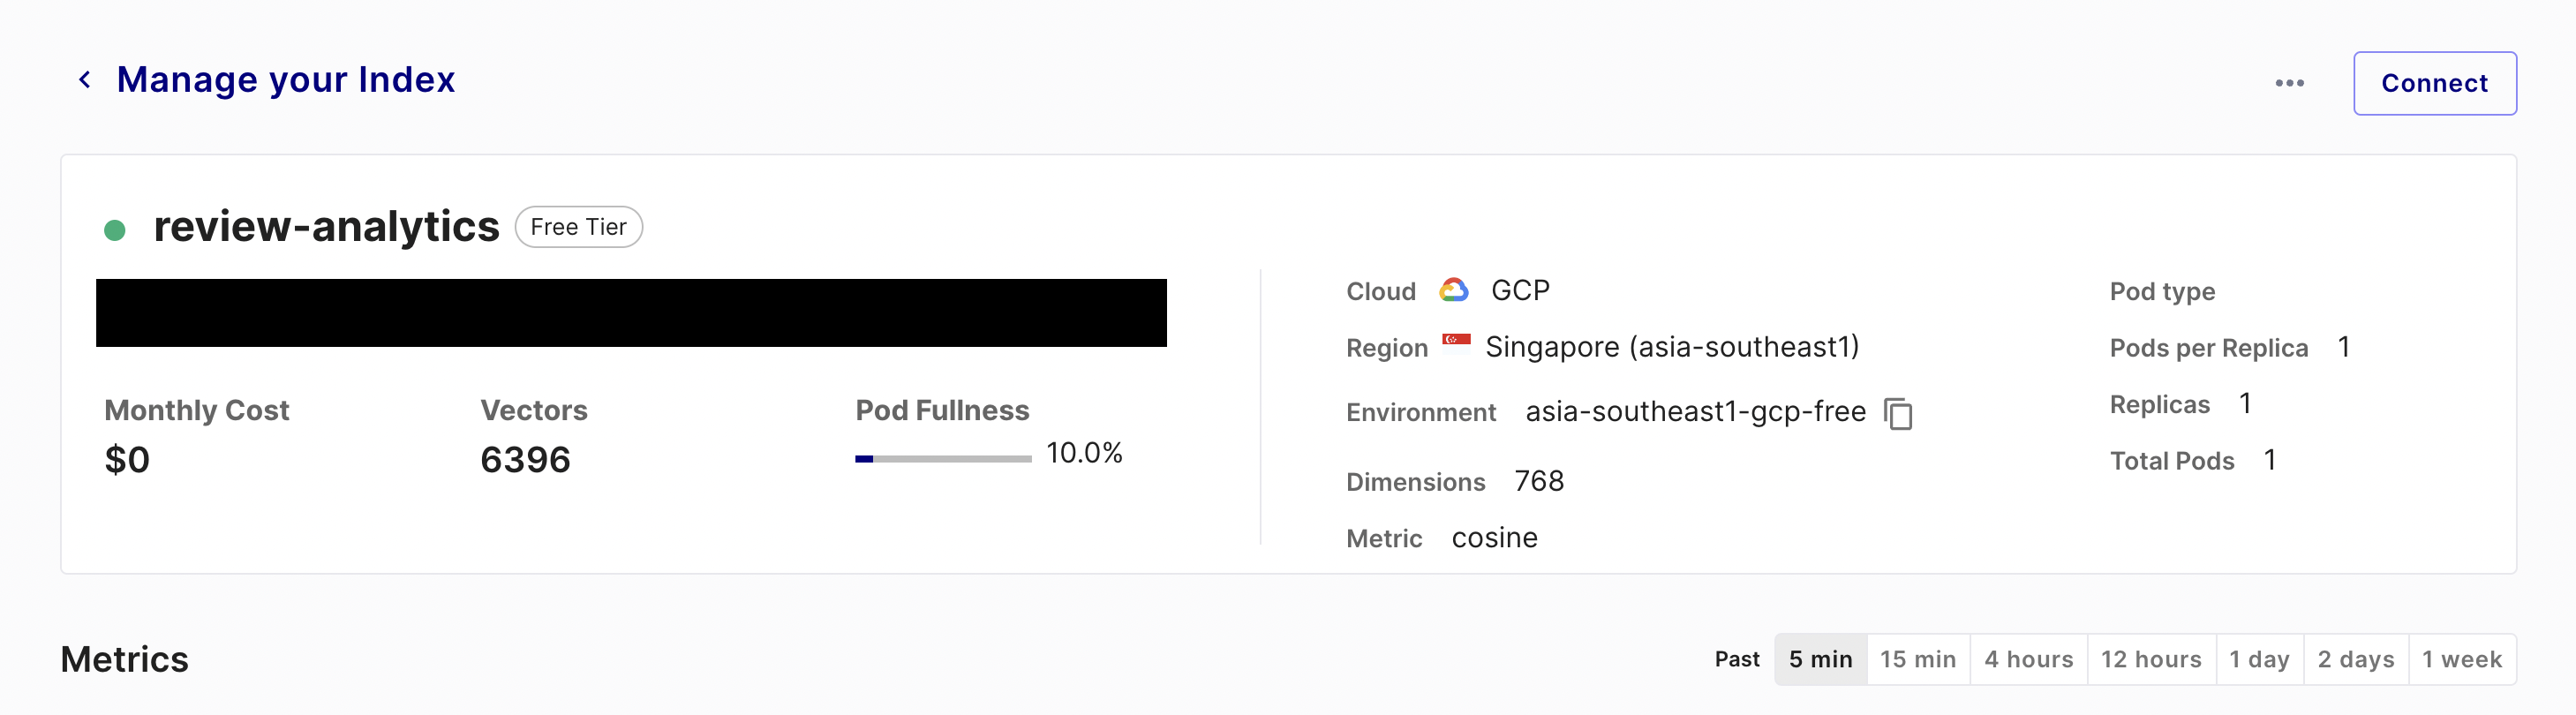 Manage your Index
Connect
review-analytics Free Tier
Monthly Cost
$0
Vectors
6396
Pod Fullness
10.0%
Cloud GCP
Region Singapore (asia-southeast1)
Environment asia-southeast1-gcp-free
Dimensions 768
Metric cosine
Pod type
Pods per Replica 1
Replicas 1
Total Pods 1
Metrics
Past 5 min 15 min 4 hours 12 hours 1 day 2 days 1 week